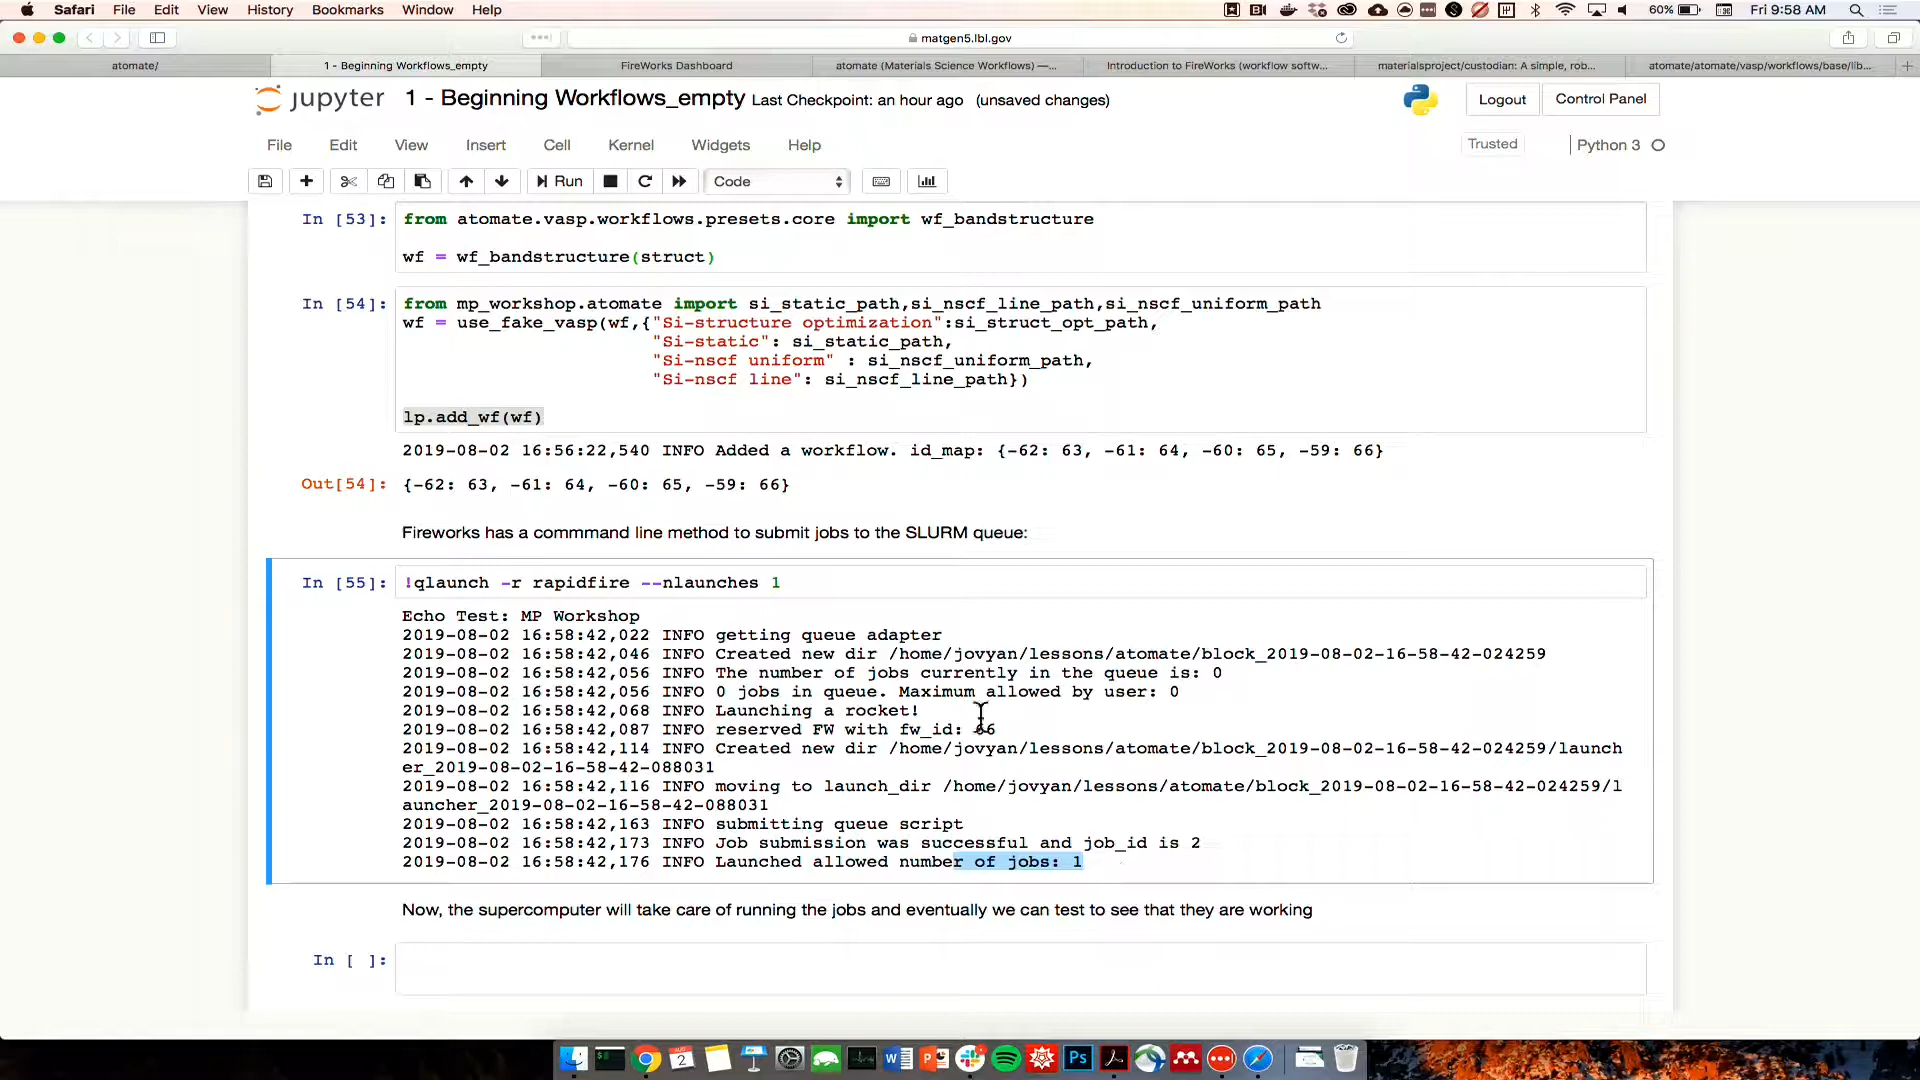 Safari File Edit View History Bookmarks Window Help 60% Fri 9:58 AM
matgen5.lbl.gov
atomate/ 1 - Beginning Workflows_empty FireWorks Dashboard atomate (Materials Science Workflows) —... Introduction to FireWorks (workflow softw... materialsproject/custodian: A simple, rob... atomate/atomate/vasp/workflows/base/lib...
jupyter 1 - Beginning Workflows_empty Last Checkpoint: an hour ago (unsaved changes) Logout Control Panel
File Edit View Insert Cell Kernel Widgets Help Trusted Python 3
Run Code
In [53]: from atomate.vasp.workflows.presets.core import wf_bandstructure
wf = wf_bandstructure(struct)
In [54]: from mp_workshop.atomate import si_static_path,si_nscf_line_path,si_nscf_uniform_path
wf = use_fake_vasp(wf,{"Si-structure optimization":si_struct_opt_path,
"Si-static": si_static_path,
"Si-nscf uniform" : si_nscf_uniform_path,
"Si-nscf line": si_nscf_line_path})
lp.add_wf(wf)
2019-08-02 16:56:22,540 INFO Added a workflow. id_map: {-62: 63, -61: 64, -60: 65, -59: 66}
Out[54]: {-62: 63, -61: 64, -60: 65, -59: 66}
Fireworks has a commmand line method to submit jobs to the SLURM queue:
In [55]: !qlaunch -r rapidfire --nlaunches 1
Echo Test: MP Workshop
2019-08-02 16:58:42,022 INFO getting queue adapter
2019-08-02 16:58:42,046 INFO Created new dir /home/jovyan/lessons/atomate/block_2019-08-02-16-58-42-024259
2019-08-02 16:58:42,056 INFO The number of jobs currently in the queue is: 0
2019-08-02 16:58:42,056 INFO 0 jobs in queue. Maximum allowed by user: 0
2019-08-02 16:58:42,068 INFO Launching a rocket!
2019-08-02 16:58:42,087 INFO reserved FW with fw_id: 66
2019-08-02 16:58:42,114 INFO Created new dir /home/jovyan/lessons/atomate/block_2019-08-02-16-58-42-024259/launch
er_2019-08-02-16-58-42-088031
2019-08-02 16:58:42,116 INFO moving to launch_dir /home/jovyan/lessons/atomate/block_2019-08-02-16-58-42-024259/l
auncher_2019-08-02-16-58-42-088031
2019-08-02 16:58:42,163 INFO submitting queue script
2019-08-02 16:58:42,173 INFO Job submission was successful and job_id is 2
2019-08-02 16:58:42,176 INFO Launched allowed number of jobs: 1
Now, the supercomputer will take care of running the jobs and eventually we can test to see that they are working
In [ ]: